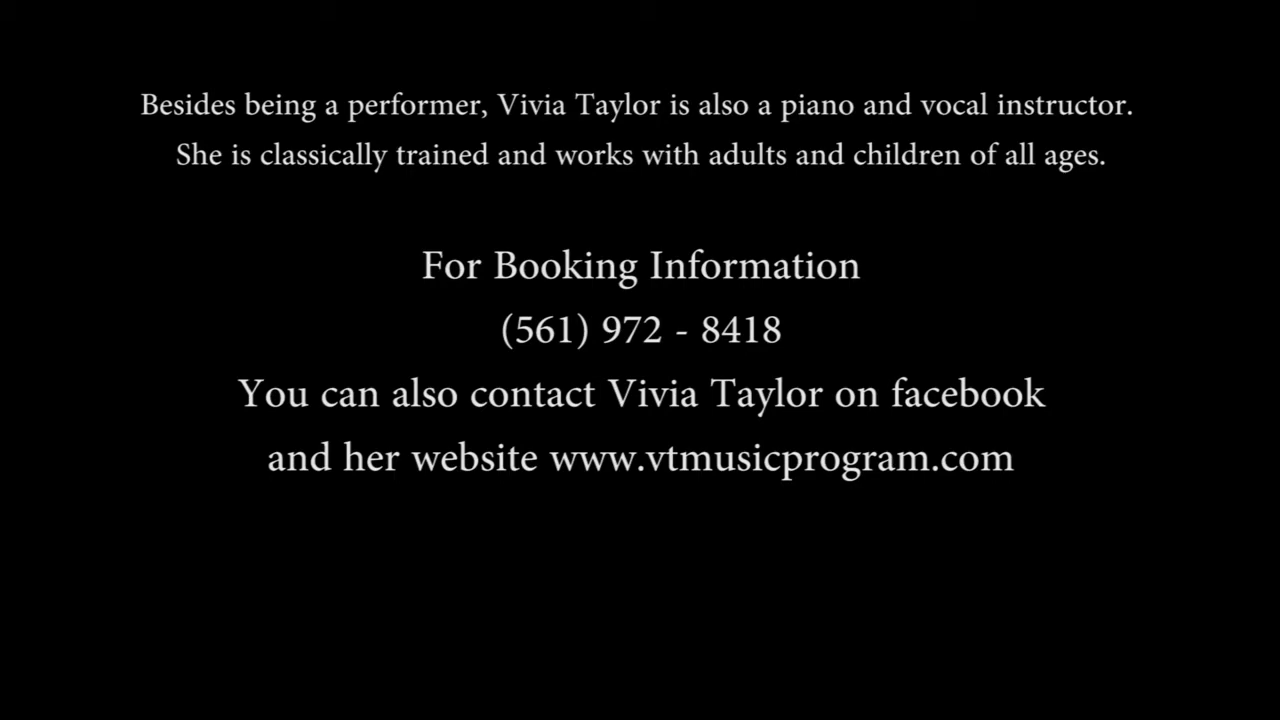 Besides being a performer, Vivia Taylor is also a piano and vocal instructor.
She is classically trained and works with adults and children of all ages.
For Booking Information
(561) 972 - 8418
You can also contact Vivia Taylor on facebook
and her website www.vtmusicprogram.com